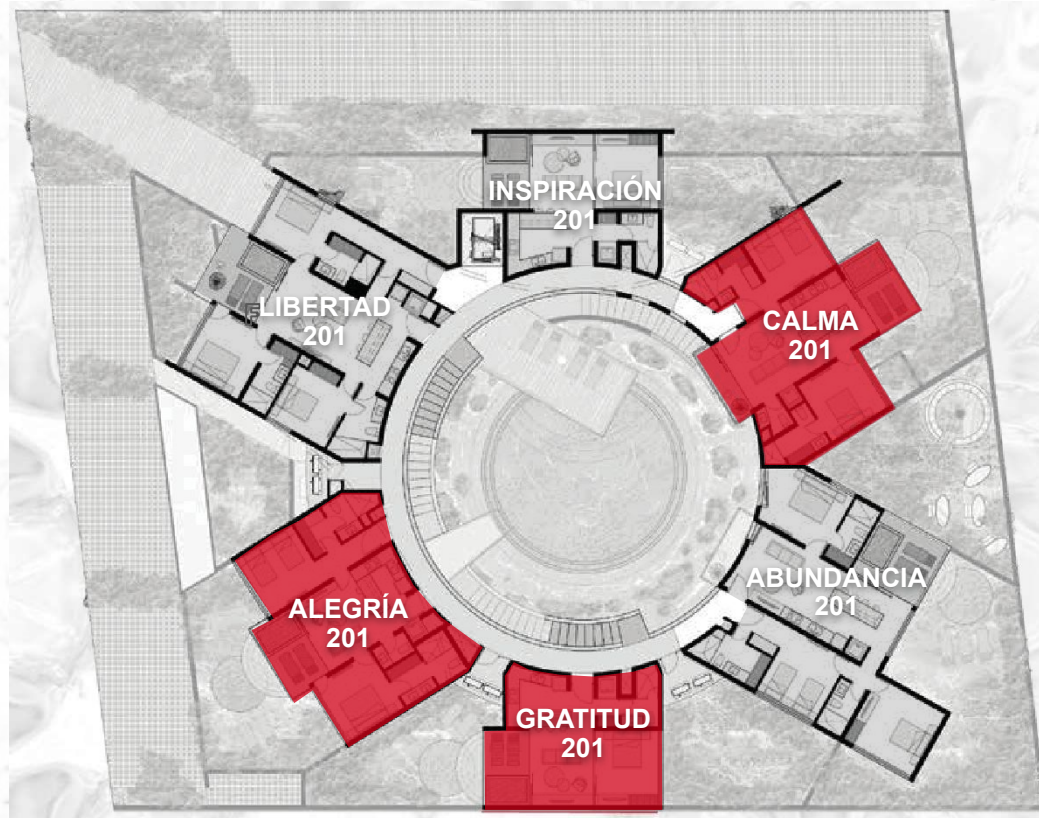 INSPIRACIÓN
201
LIBERTAD
201
CALMA
201
ALEGRÍA
201
ABUNDANCIA
201
GRATITUD
201